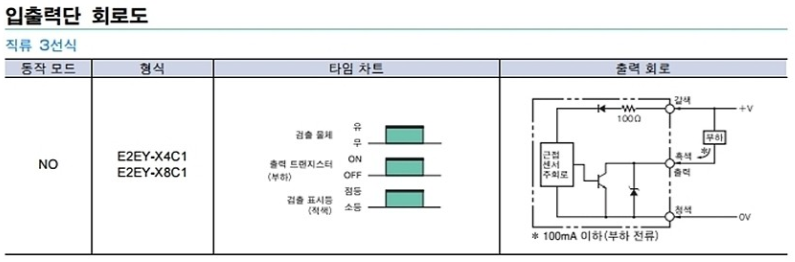 입출력단 회로도
직류 3선식
동작 모드 형식 타임 차트 출력 회로
NO
E2EY-X4C1
E2EY-X8C1
검출 물체 유 무
출력 트랜지스터 (부하) ON OFF
검출 표시등 (적색) 점등 소등
갈색 +V
100Ω
부하
*
근접 센서 주회로
흑색
출력
청색 0V
* 100mA 이하(부하 전류)